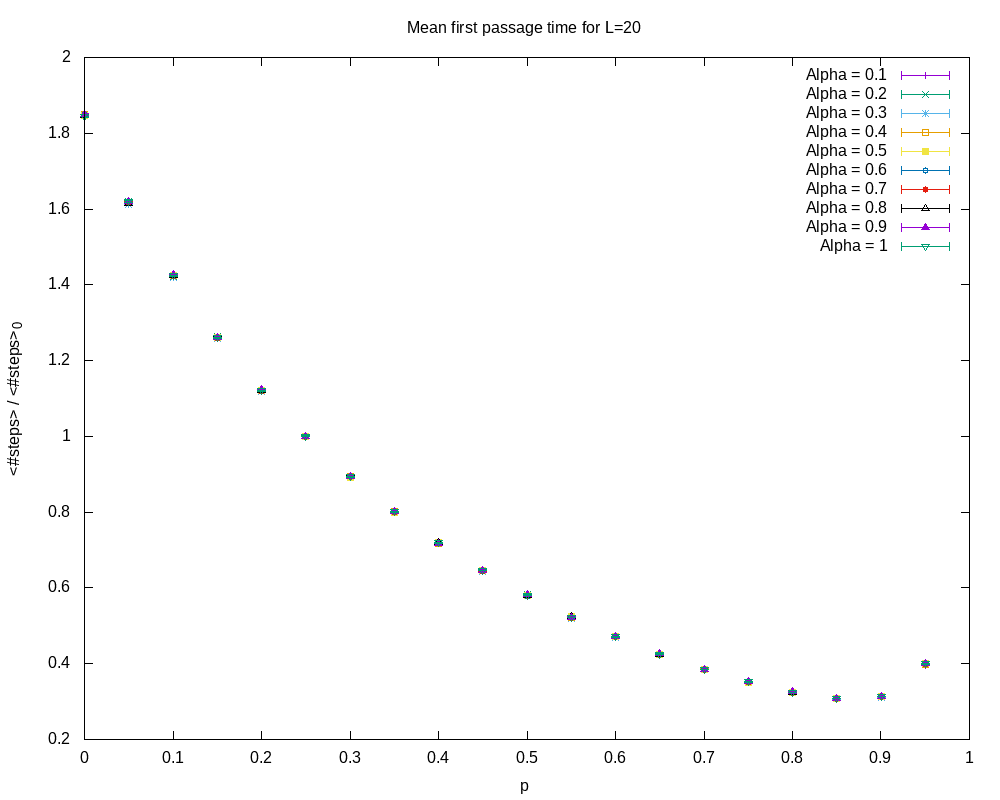 Mean first passage time for L=20
<#steps> / <#steps>0
2
1.8
1.6
1.4
1.2
1
0.8
0.6
0.4
0.2
Alpha = 0.1
Alpha = 0.2
Alpha = 0.3
Alpha = 0.4
Alpha = 0.5
Alpha = 0.6
Alpha = 0.7
Alpha = 0.8
Alpha = 0.9
Alpha = 1
0 0.1 0.2 0.3 0.4 0.5 0.6 0.7 0.8 0.9 1
p